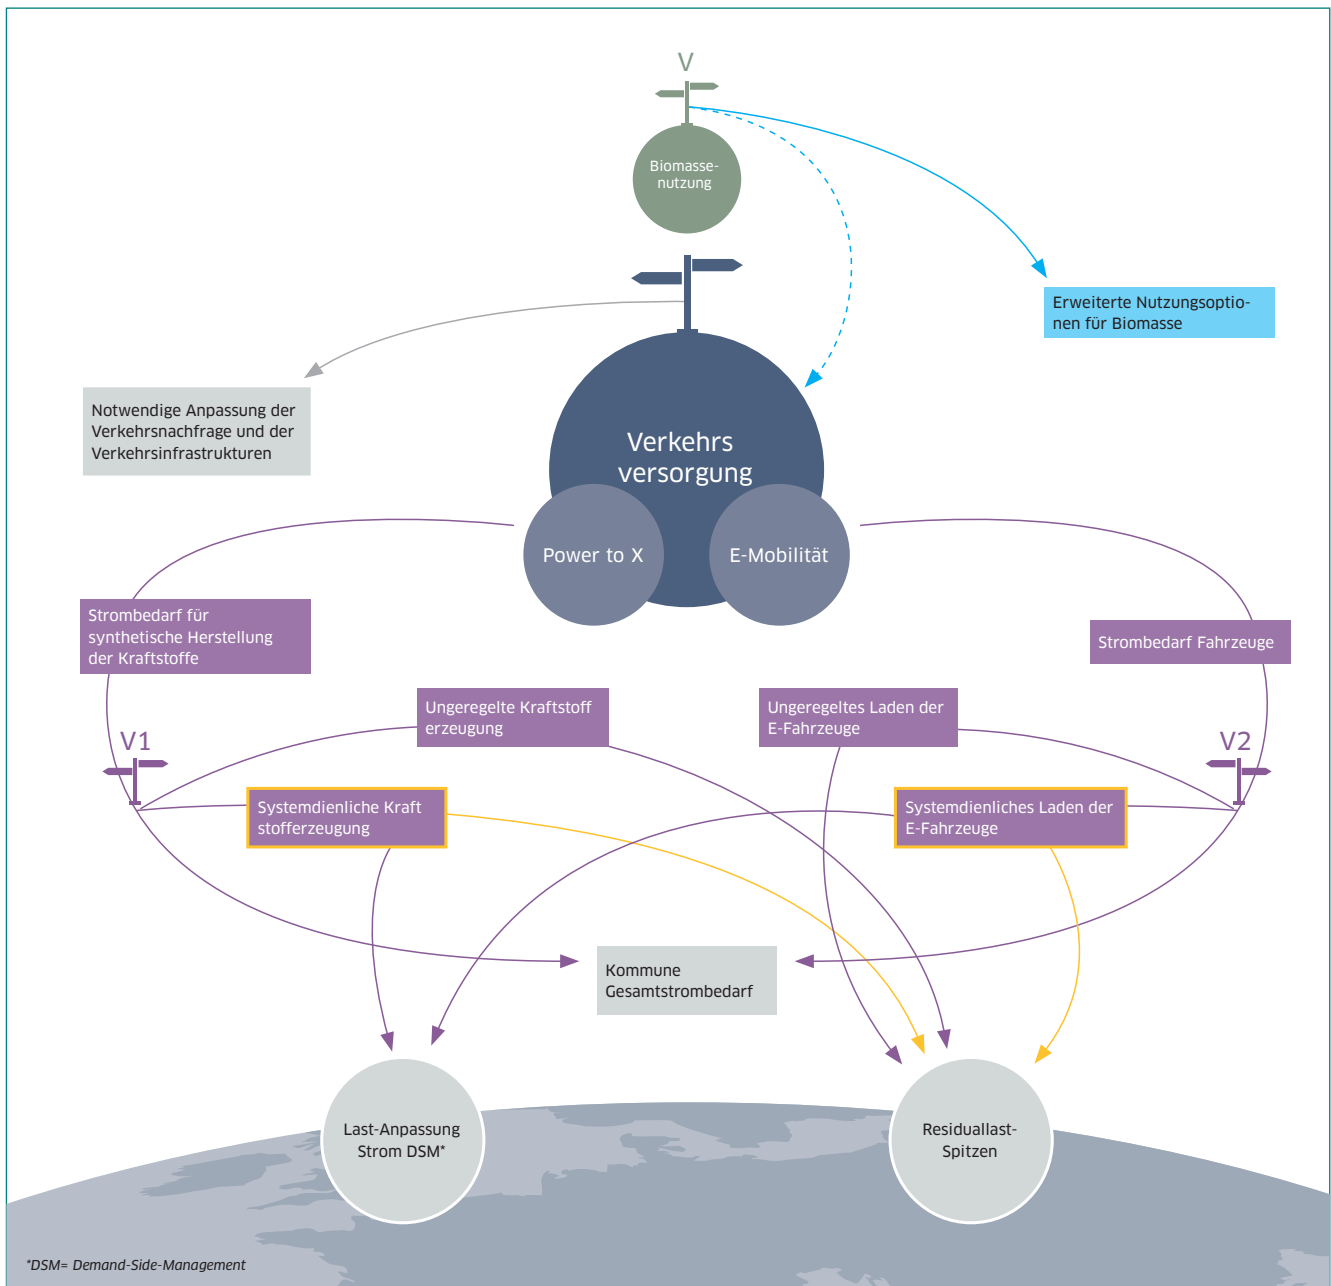 V
Biomasse-
nutzung
Erweiterte Nutzungsoptio-
nen für Biomasse
Notwendige Anpassung der
Verkehrsnachfrage und der
Verkehrsinfrastrukturen
Verkehrs
versorgung
Power to X
E-Mobilität
Strombedarf für
synthetische Herstellung
der Kraftstoffe
Strombedarf Fahrzeuge
Ungeregelte Kraftstoff
erzeugung
Ungeregeltes Laden der
E-Fahrzeuge
V1
V2
Systemdienliche Kraft
stofferzeugung
Systemdienliches Laden der
E-Fahrzeuge
Kommune
Gesamtstrombedarf
Last-Anpassung
Strom DSM*
Residuallast-
Spitzen
*DSM= Demand-Side-Management